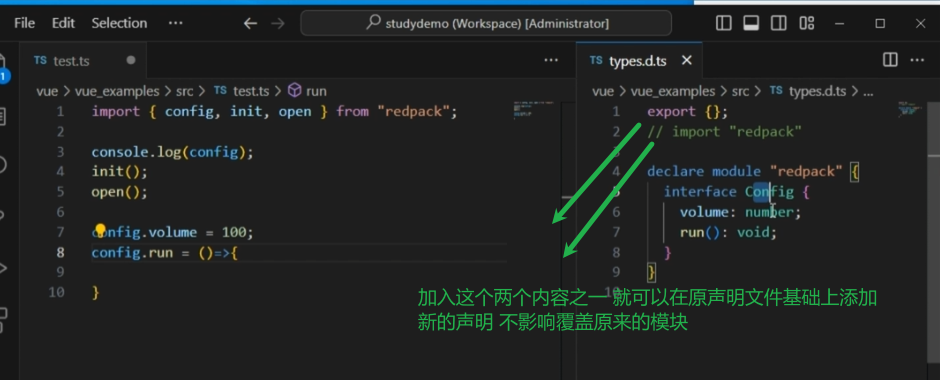 File Edit Selection ··· studydemo (Workspace) [Administrator]
TS test.ts ● ···
vue > vue_examples > src > TS test.ts > run
1 import { config, init, open } from "redpack";
2
3 console.log(config);
4 init();
5 open();
6
7 config.volume = 100;
8 config.run = ()=>{
9
10 }
TS types.d.ts × ···
vue > vue_examples > src > TS types.d.ts > ...
1 export {};
2 // import "redpack"
3
4 declare module "redpack" {
5 interface Config {
6 volume: number;
7 run(): void;
8 }
9 }
10
加入这个两个内容之一 就可以在原声明文件基础上添加
新的声明 不影响覆盖原来的模块
1